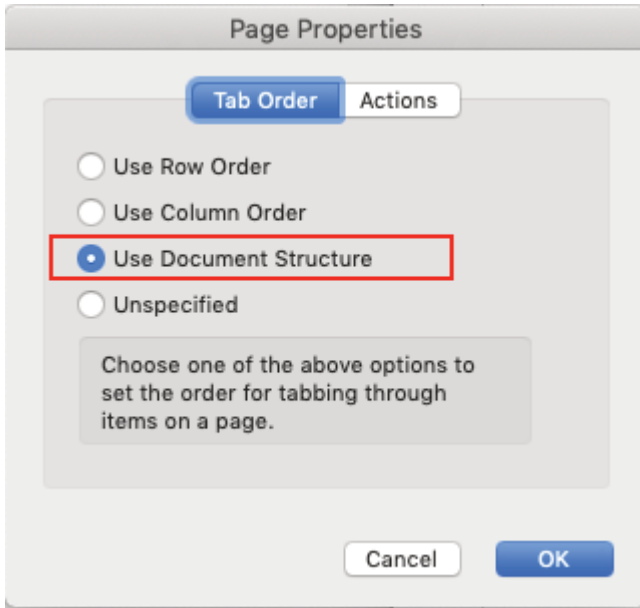 Page Properties
Tab Order Actions
Use Row Order
Use Column Order
Use Document Structure
Unspecified
Choose one of the above options to
set the order for tabbing through
items on a page.
Cancel OK